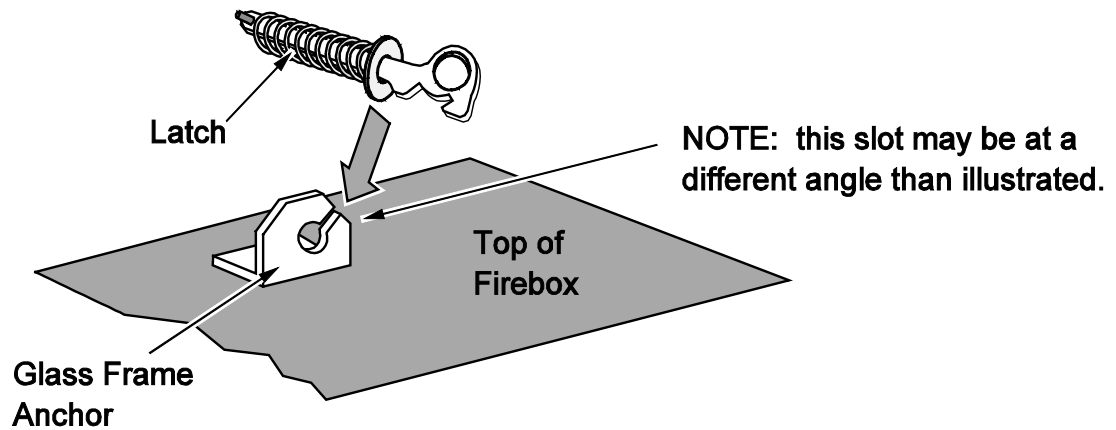 Latch
NOTE:  this slot may be at a
different angle than illustrated.
Top of
Firebox
Glass Frame
Anchor